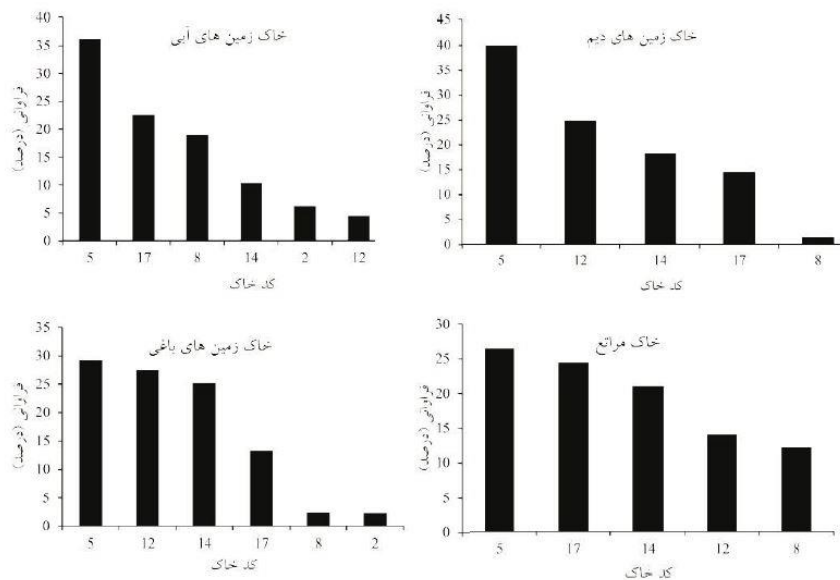 خاک زمین های آبی
فراوانی (درصد)
40
35
30
25
20
15
10
5
0
5 17 8 14 2 12
کد خاک
خاک زمین های دیم
فراوانی (درصد)
45
40
35
30
25
20
15
10
5
0
5 12 14 17 8
کد خاک
خاک زمین های باغی
فراوانی (درصد)
35
30
25
20
15
10
5
0
5 12 14 17 8 2
کد خاک
خاک مراتع
فراوانی (درصد)
30
25
20
15
10
5
0
5 17 14 12 8
کد خاک